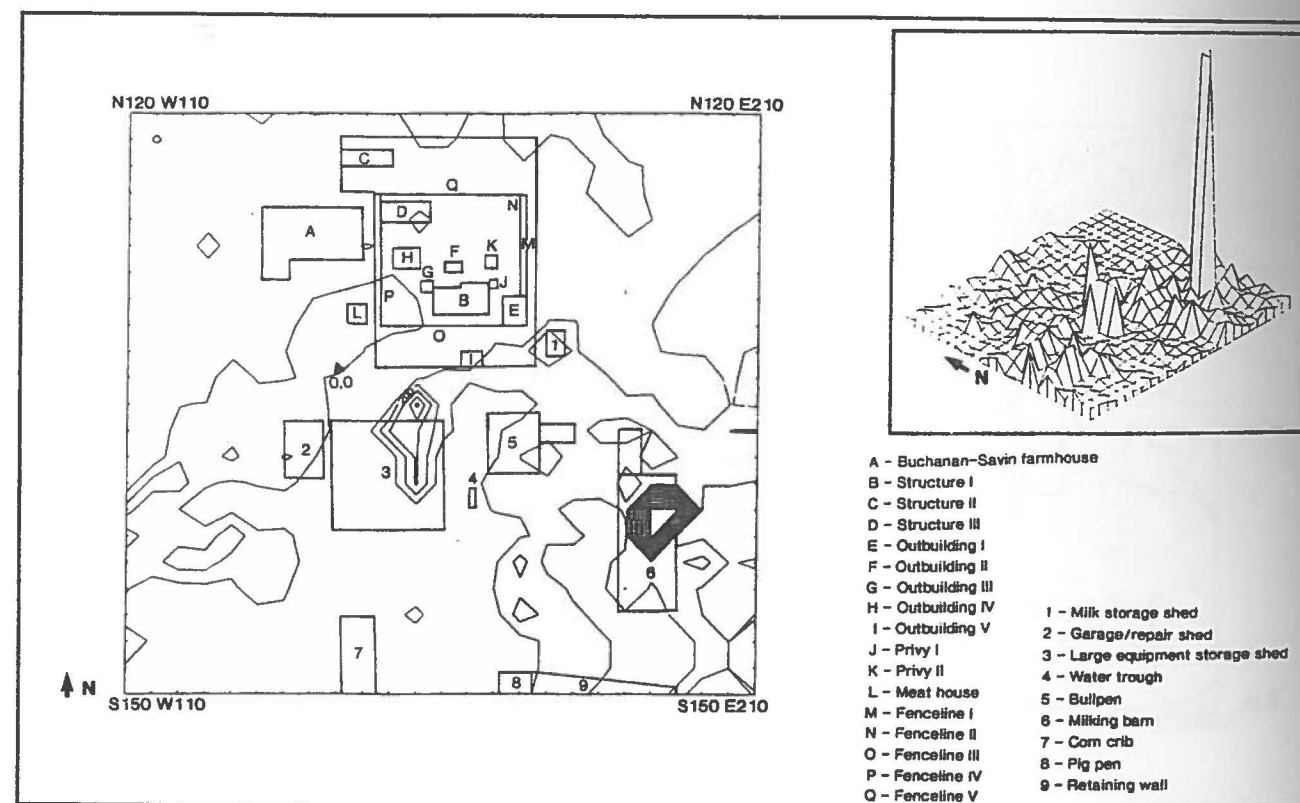 N120 W110
N120 E210
C
Q
D
N
A
M
F
K
H
G
J
P
B
E
L
O
I
1
0,0
2
3
5
4
6
7
8
9
N
S150 W110
S150 E210
N
A - Buchanan-Savin farmhouse
B - Structure I
C - Structure II
D - Structure III
E - Outbuilding I
F - Outbuilding II
G - Outbuilding III
H - Outbuilding IV
I - Outbuilding V
J - Privy I
K - Privy II
L - Meat house
M - Fenceline I
N - Fenceline II
O - Fenceline III
P - Fenceline IV
Q - Fenceline V
1 - Milk storage shed
2 - Garage/repair shed
3 - Large equipment storage shed
4 - Water trough
5 - Bullpen
6 - Milking barn
7 - Corn crib
8 - Pig pen
9 - Retaining wall